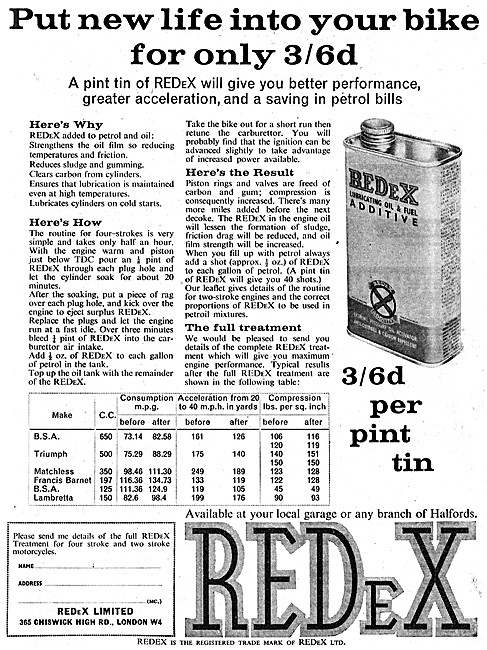 Put new life into your bike
for only 3/6d
A pint tin of REDEX will give you better performance,
greater acceleration, and a saving in petrol bills
Here's Why
REDEX added to petrol and oil:
Strengthens the oil film so reducing
temperatures and friction.
Reduces sludge and gumming.
Clears carbon from cylinders.
Ensures that lubrication is maintained
even at high temperatures.
Lubricates cylinders on cold starts.
Here's How
The routine for four-strokes is very
simple and takes only half an hour.
With the engine warm and piston
just below TDC pour an ⅛ pint of
REDEX through each plug hole and
let the cylinder soak for about 20
minutes.
After the soaking, put a piece of rag
over each plug hole, and kick over the
engine to eject surplus REDEX.
Replace the plugs and let the engine
run at a fast idle. Over three minutes
bleed ¼ pint of REDEX into the car-
burettor air intake.
Add ½ oz. of REDEX to each gallon
of petrol in the tank.
Top up the oil tank with the remainder
of the REDEX.
Take the bike out for a short run then
retune the carburettor. You will
probably find that the ignition can be
advanced slightly to take advantage
of increased power available.
Here's the Result
Piston rings and valves are freed of
carbon and gum; compression is
consequently increased. There's many
more miles added before the next
decoke. The REDEX in the engine oil
will lessen the formation of sludge,
friction drag will be reduced, and oil
film strength will be increased.
When you fill up with petrol always
add a shot (approx. ½ oz.) of REDEX
to each gallon of petrol. (A pint tin
of REDEX will give you 40 shots.)
Our leaflet gives details of the routine
for two-stroke engines and the correct
proportions of REDEX to be used in
petroil mixtures.
The full treatment
We would be pleased to send you
details of the complete REDEX treat-
ment which will give you maximum
engine performance. Typical results
after the full REDEX treatment are
shown in the following table:
REDEX
LUBRICATING OIL & FUEL
ADDITIVE
3/6d
per
pint
tin
Make C.C. Consumption m.p.g. Acceleration from 20 to 40 m.p.h. in yards Compression lbs. per sq. inch
before after before after before after
B.S.A. 650 73.14 82.58 161 126 106 116
120 119
Triumph 500 75.29 88.29 175 140 140 151
150 150
Matchless 350 98.46 111.30 249 189 123 128
Francis Barnet 197 116.36 134.73 133 119 122 128
B.S.A. 125 111.36 124.9 119 105 45 49
Lambretta 150 82.6 98.4 199 176 90 93
Available at your local garage or any branch of Halfords.
Please send me details of the full REDEX
Treatment for four stroke and two stroke
motorcycles.
NAME
ADDRESS
(MC.)
REDEX LIMITED
365 CHISWICK HIGH RD., LONDON W4
REDEX
REDEX IS THE REGISTERED TRADE MARK OF REDEX LTD.